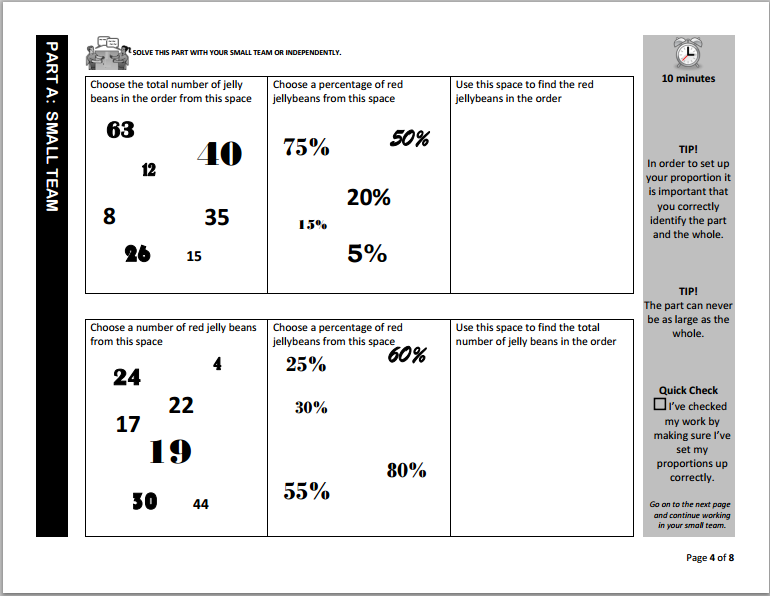 PART A: SMALL TEAM
SOLVE THIS PART WITH YOUR SMALL TEAM OR INDEPENDENTLY.
Choose the total number of jelly
beans in the order from this space
63
40
12
8
35
26
15
Choose a percentage of red
jellybeans from this space
75%
50%
20%
15%
5%
Use this space to find the red
jellybeans in the order
Choose a number of red jelly beans
from this space
4
24
22
17
19
30
44
Choose a percentage of red
jellybeans from this space
60%
25%
30%
80%
55%
Use this space to find the total
number of jelly beans in the order
10 minutes
TIP!
In order to set up
your proportion it
is important that
you correctly
identify the part
and the whole.
TIP!
The part can never
be as large as the
whole.
Quick Check
I've checked
my work by
making sure I've
set my
proportions up
correctly.
Go on to the next page
and continue working
in your small team.
Page 4 of 8